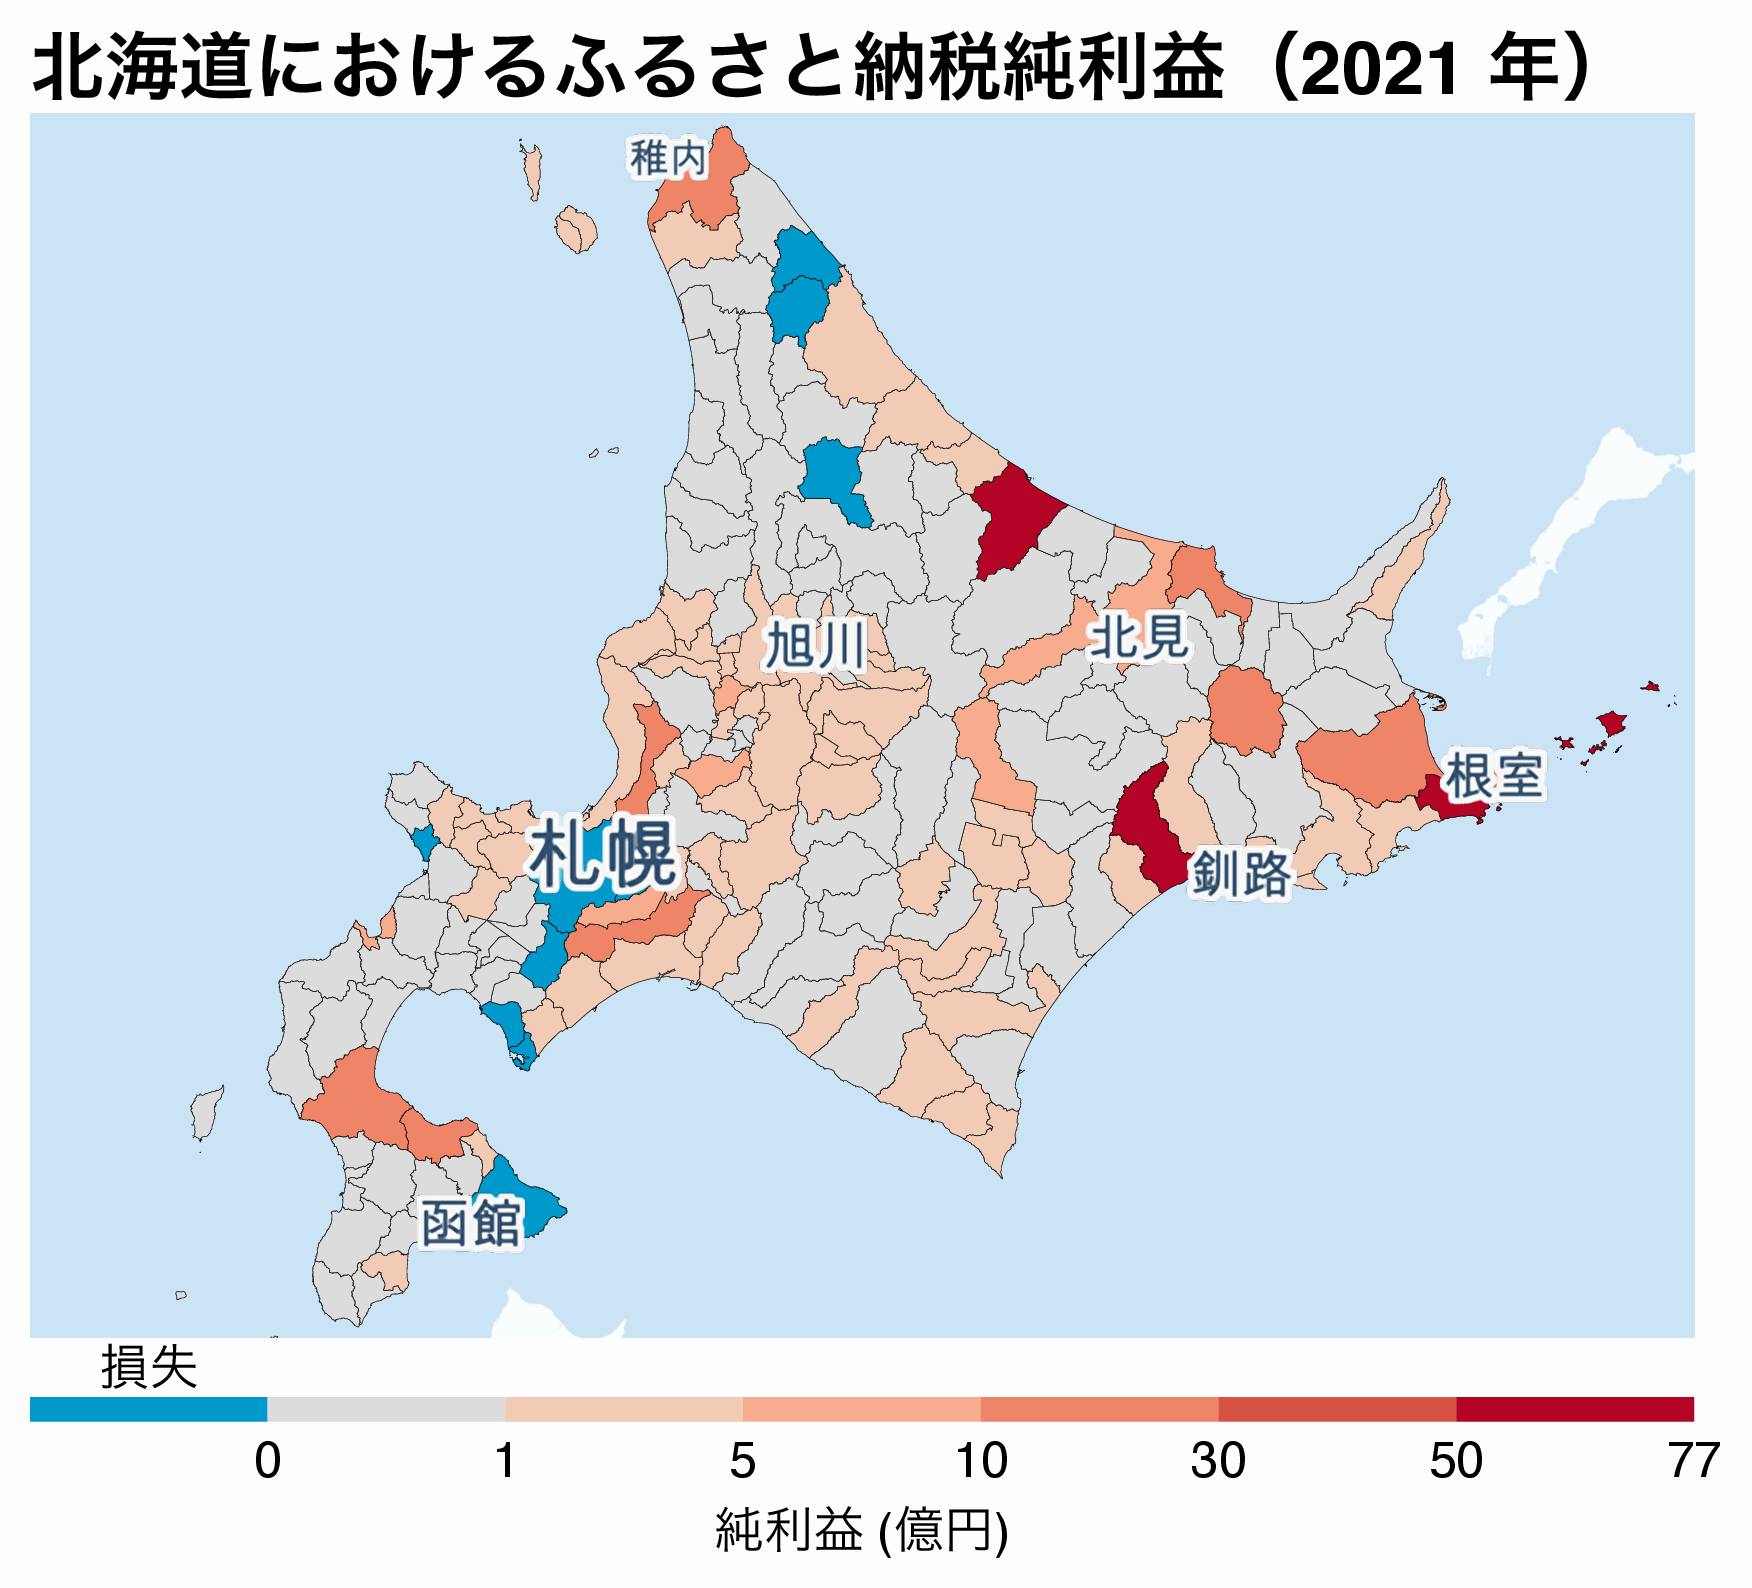 北海道におけるふるさと納税純利益（2021 年）
稚内
旭川
北見
根室
札幌
釧路
函館
損失
0 1 5 10 30 50 77
純利益 (億円)